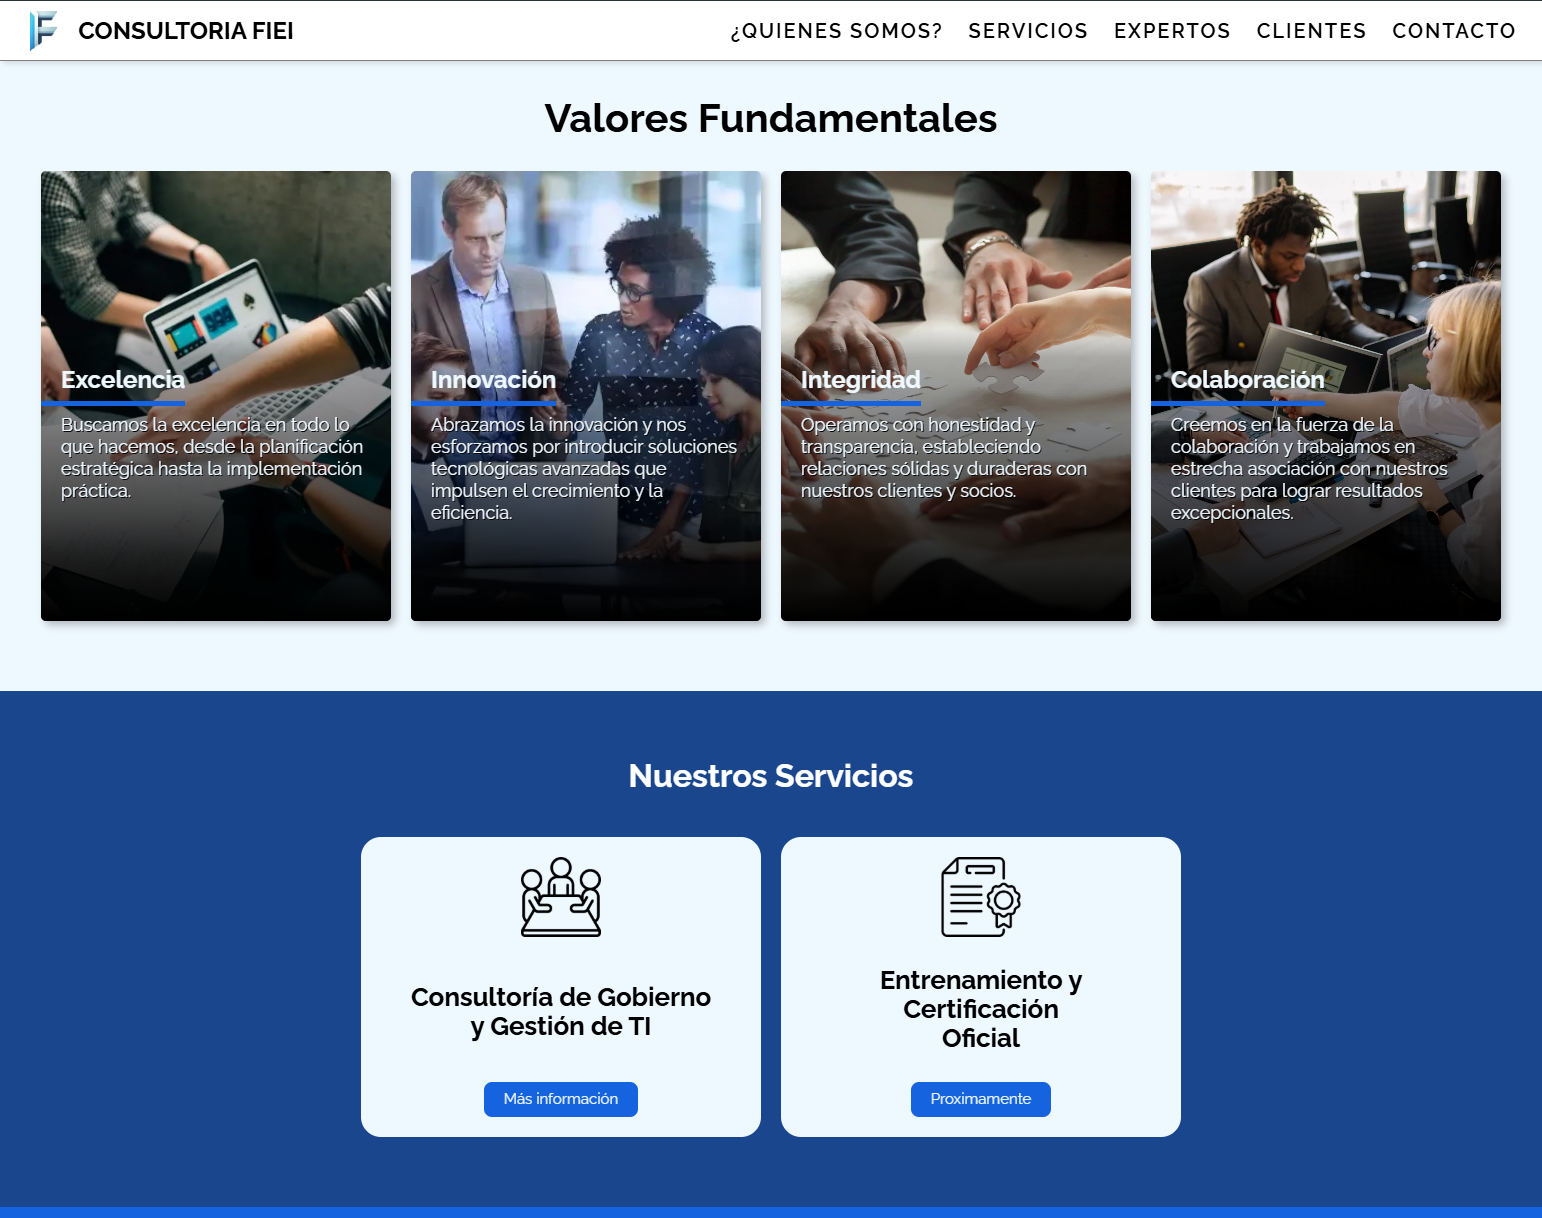 CONSULTORIA FIEI
¿QUIENES SOMOS?
SERVICIOS
EXPERTOS
CLIENTES
CONTACTO
Valores Fundamentales
Excelencia
Buscamos la excelencia en todo lo
que hacemos, desde la planificación
estratégica hasta la implementación
práctica.
Innovación
Abrazamos la innovación y nos
esforzamos por introducir soluciones
tecnológicas avanzadas que
impulsen el crecimiento y la
eficiencia.
Integridad
Operamos con honestidad y
transparencia, estableciendo
relaciones sólidas y duraderas con
nuestros clientes y socios.
Colaboración
Creemos en la fuerza de la
colaboración y trabajamos en
estrecha asociación con nuestros
clientes para lograr resultados
excepcionales.
Nuestros Servicios
Consultoría de Gobierno
y Gestión de TI
Más información
Entrenamiento y
Certificación
Oficial
Proximamente